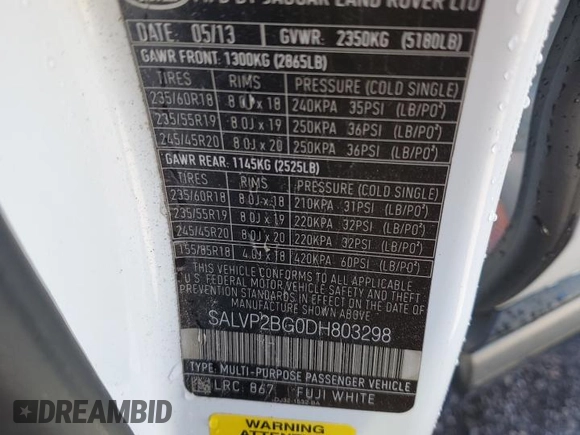 MFD BY JAGUAR LAND ROVER LTD
DATE: 05/13 GVWR: 2350KG (5180LB)
GAWR FRONT: 1300KG (2865LB)
TIRES RIMS PRESSURE (COLD SINGLE)
235/60R18 8.0J x 18 240KPA 35PSI (LB/PO²)
235/55R19 8.0J x 19 250KPA 36PSI (LB/PO²)
245/45R20 8.0J x 20 250KPA 36PSI (LB/PO²)
GAWR REAR: 1145KG (2525LB)
TIRES RIMS PRESSURE (COLD SINGLE)
235/60R18 8.0J x 18 210KPA 31PSI (LB/PO²)
235/55R19 8.0J x 19 220KPA 32PSI (LB/PO²)
245/45R20 8.0J x 20 220KPA 32PSI (LB/PO²)
155/85R18 4.0J x 18 420KPA 60PSI (LB/PO²)
THIS VEHICLE CONFORMS TO ALL APPLICABLE
U.S. FEDERAL MOTOR VEHICLE SAFETY AND THEFT
PREVENTION STANDARDS IN EFFECT ON THE DATE OF
MANUFACTURE SHOWN ABOVE
SALVP2BG0DH803298
TYPE: MULTI-PURPOSE PASSENGER VEHICLE
LRC: 867 FUJI WHITE
WARNING
DREAMBID